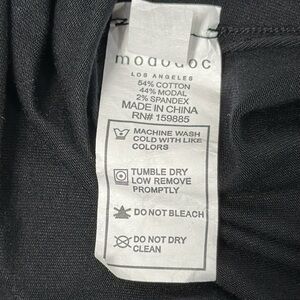 mododoc
LOS ANGELES
54% COTTON
44% MODAL
2% SPANDEX
MADE IN CHINA
RN# 159885
MACHINE WASH
COLD WITH LIKE
COLORS
TUMBLE DRY
LOW REMOVE
PROMPTLY
DO NOT BLEACH
DO NOT DRY
CLEAN